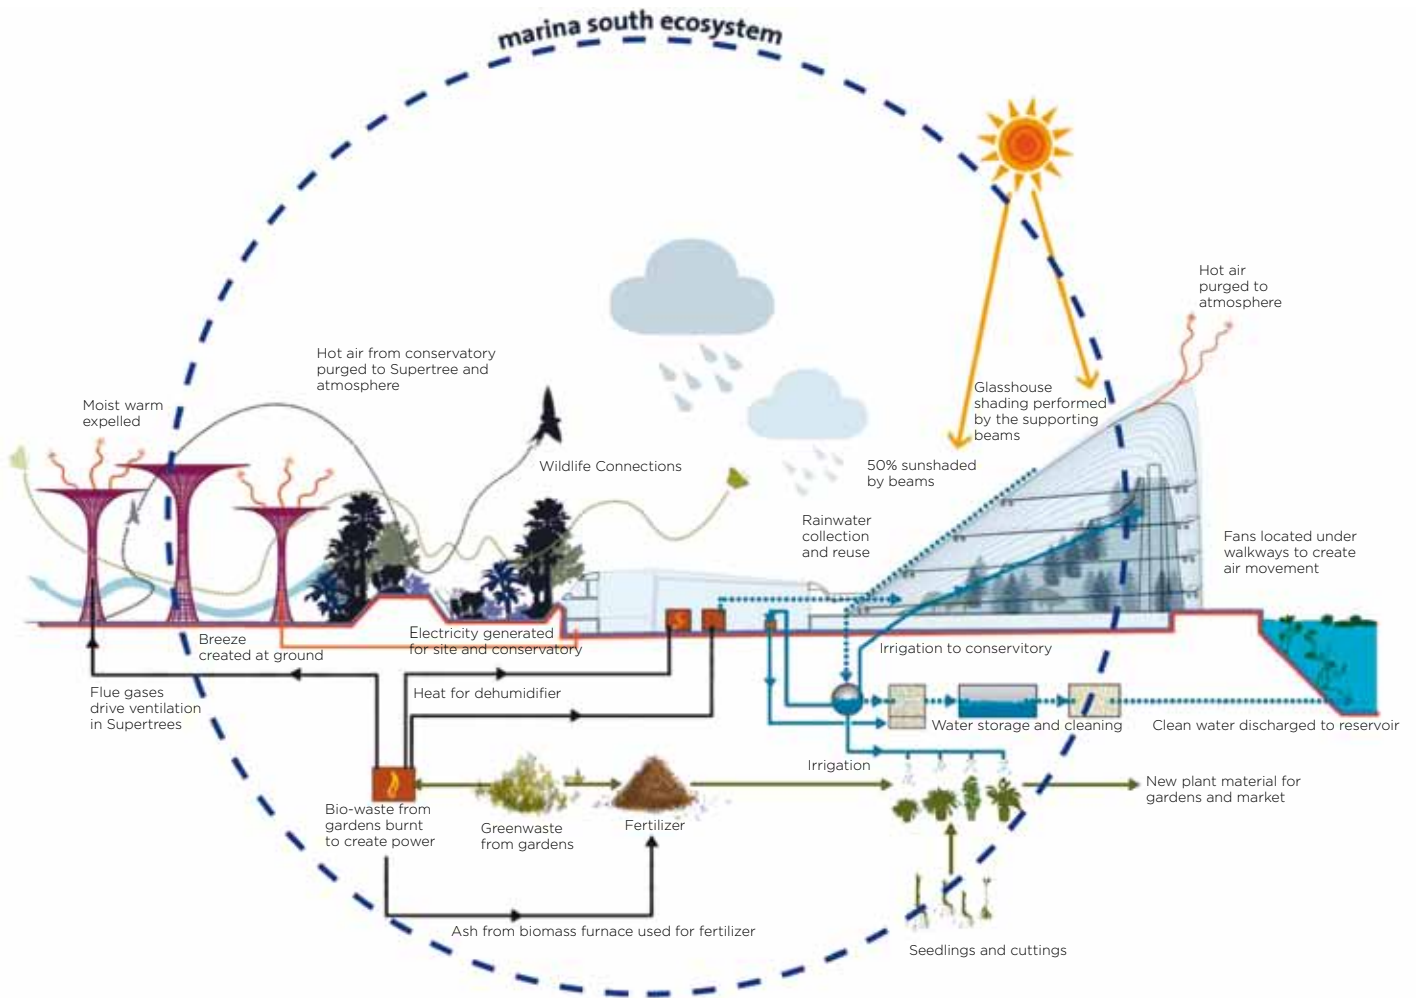 marina south ecosystem
Hot air
purged to
atmosphere
Hot air from conservatory
purged to Supertree and
atmosphere
Moist warm
expelled
Glasshouse
shading performed
by the supporting
beams
Wildlife Connections
50% sunshaded
by beams
Rainwater
collection
and reuse
Fans located under
walkways to create
air movement
Breeze
created at ground
Electricity generated
for site and conservatory
Irrigation to conservitory
Flue gases
drive ventilation
in Supertrees
Heat for dehumidifier
Water storage and cleaning
Clean water discharged to reservoir
Irrigation
New plant material for
gardens and market
Bio-waste from
gardens burnt
to create power
Greenwaste
from gardens
Fertilizer
Ash from biomass furnace used for fertilizer
Seedlings and cuttings